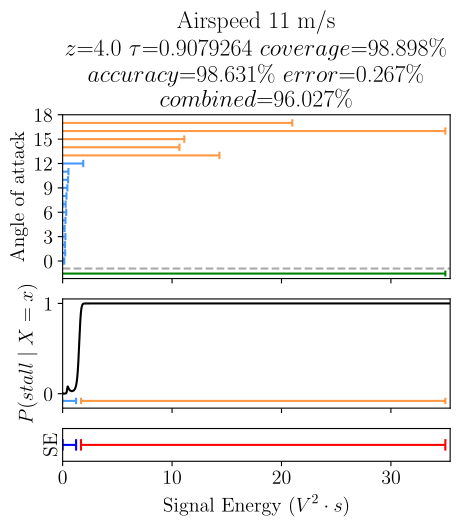 Airspeed 11 m/s
z=4.0 τ=0.9079264 coverage=98.898%
accuracy=98.631% error=0.267%
combined=96.027%
18
15
12
9
6
3
0
Angle of attack
1
0
P(stall | X = x)
SE
0 10 20 30
Signal Energy (V² · s)